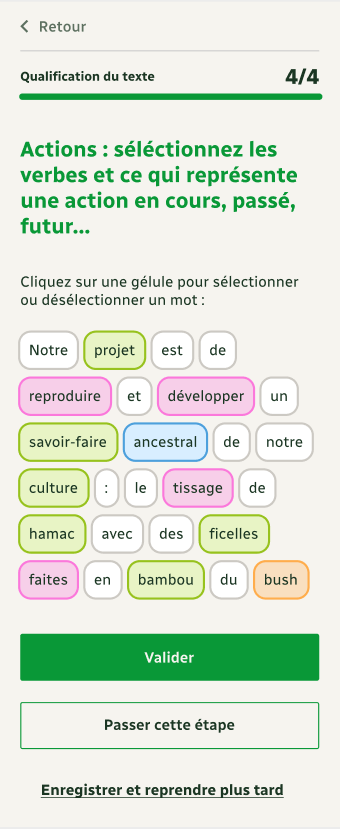 Retour
Qualification du texte 4/4
Actions : séléctionnez les
verbes et ce qui représente
une action en cours, passé,
futur...
Cliquez sur une gélule pour sélectionner
ou désélectionner un mot :
Notre projet est de
reproduire et développer un
savoir-faire ancestral de notre
culture : le tissage de
hamac avec des ficelles
faites en bambou du bush
Valider
Passer cette étape
Enregistrer et reprendre plus tard